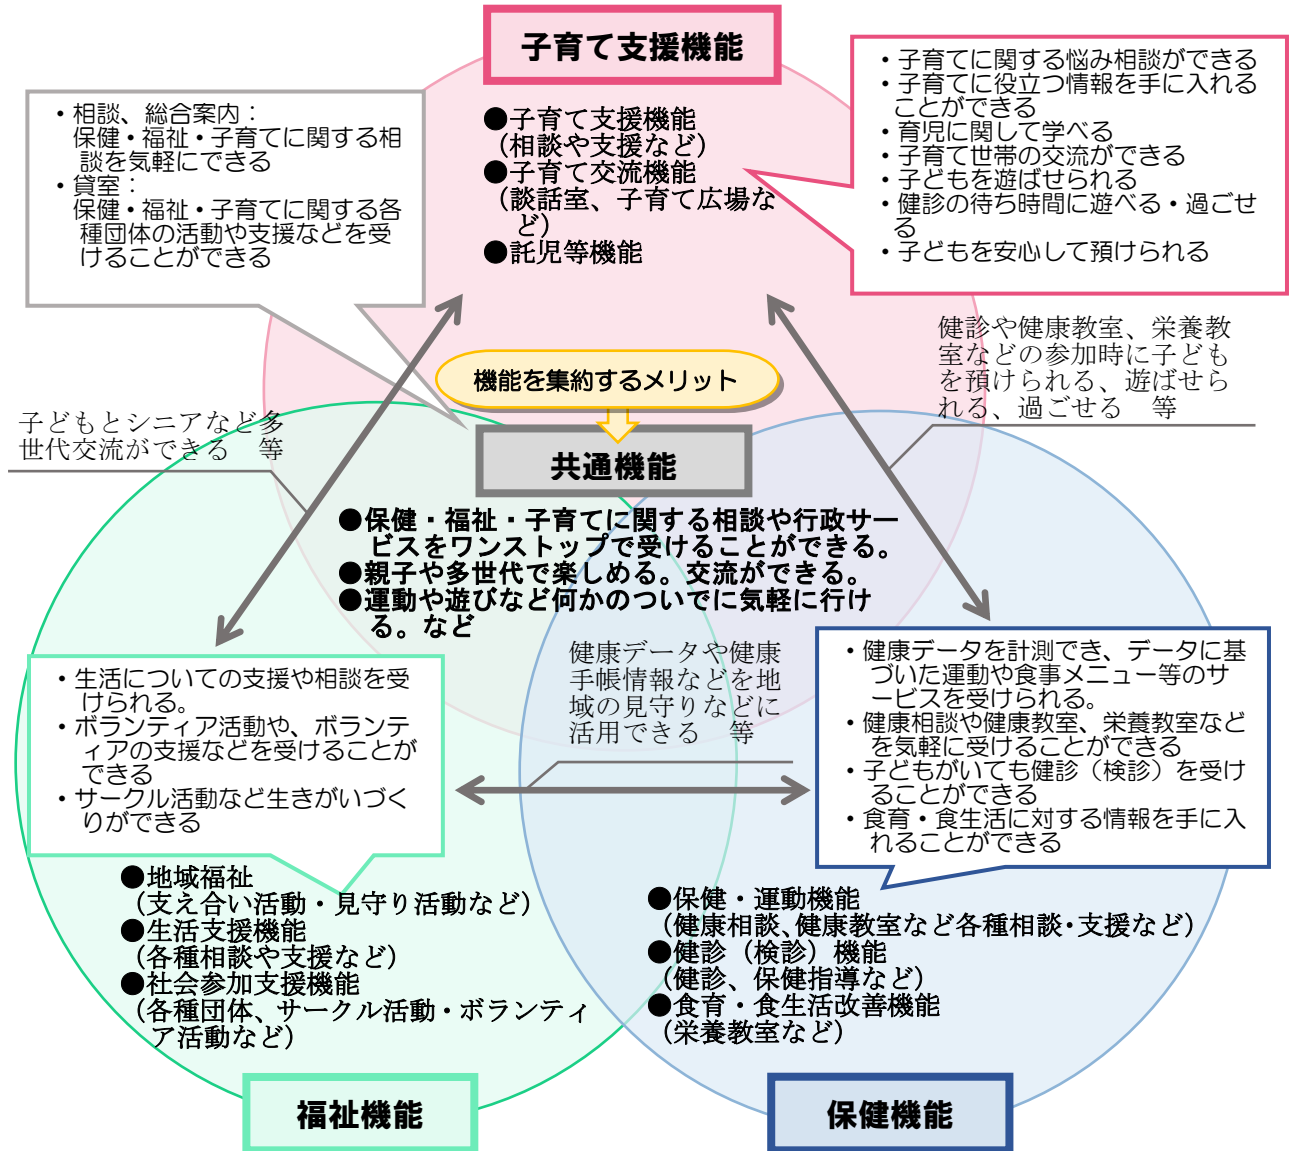 子育て支援機能
・相談、総合案内：
保健・福祉・子育てに関する相
談を気軽にできる
・貸室：
保健・福祉・子育てに関する各
種団体の活動や支援などを受
けることができる
●子育て支援機能
（相談や支援など）
●子育て交流機能
（談話室、子育て広場な
ど）
●託児等機能
・子育てに関する悩み相談ができる
・子育てに役立つ情報を手に入れる
ことができる
・育児に関して学べる
・子育て世帯の交流ができる
・子どもを遊ばせられる
・健診の待ち時間に遊べる・過ごせ
る
・子どもを安心して預けられる
健診や健康教室、栄養教
室などの参加時に子ども
を預けられる、遊ばせら
れる、過ごせる　等
機能を集約するメリット
子どもとシニアなど多
世代交流ができる　等
共通機能
●保健・福祉・子育てに関する相談や行政サー
ビスをワンストップで受けることができる。
●親子や多世代で楽しめる。交流ができる。
●運動や遊びなど何かのついでに気軽に行け
る。など
健康データや健康
手帳情報などを地
域の見守りなどに
活用できる　等
・生活についての支援や相談を受
けられる。
・ボランティア活動や、ボランテ
ィアの支援などを受けることが
できる
・サークル活動など生きがいづく
りができる
・健康データを計測でき、データに基
づいた運動や食事メニュー等のサ
ービスを受けられる。
・健康相談や健康教室、栄養教室など
を気軽に受けることができる
・子どもがいても健診（検診）を受け
ることができる
・食育・食生活に対する情報を手に入
れることができる
●地域福祉
（支え合い活動・見守り活動など）
●生活支援機能
（各種相談や支援など）
●社会参加支援機能
（各種団体、サークル活動・ボランティ
ア活動など）
●保健・運動機能
（健康相談、健康教室など各種相談・支援など）
●健診（検診）機能
（健診、保健指導など）
●食育・食生活改善機能
（栄養教室など）
福祉機能
保健機能